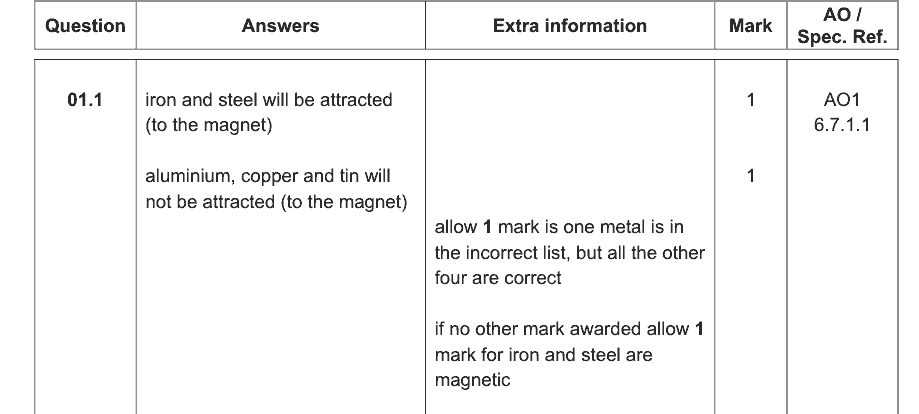 Question Answers Extra information Mark AO /
Spec. Ref.
01.1 iron and steel will be attracted 1 AO1
(to the magnet) 6.7.1.1
aluminium, copper and tin will 1
not be attracted (to the magnet)
allow 1 mark is one metal is in
the incorrect list, but all the other
four are correct
if no other mark awarded allow 1
mark for iron and steel are
magnetic